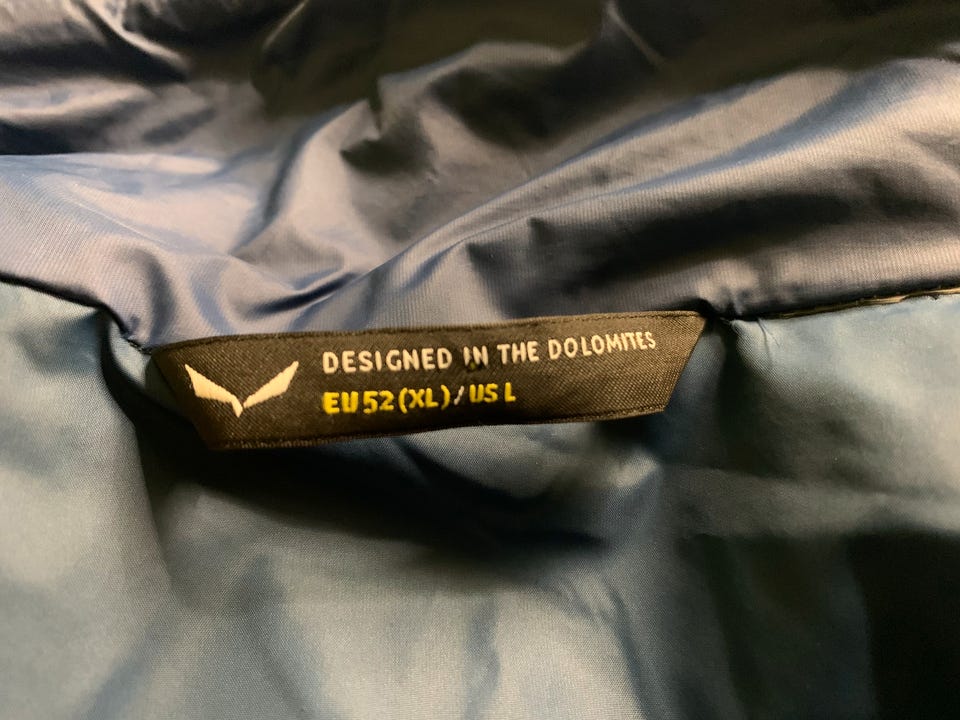 DESIGNED IN THE DOLOMITES
EU 52 (XL) / US L